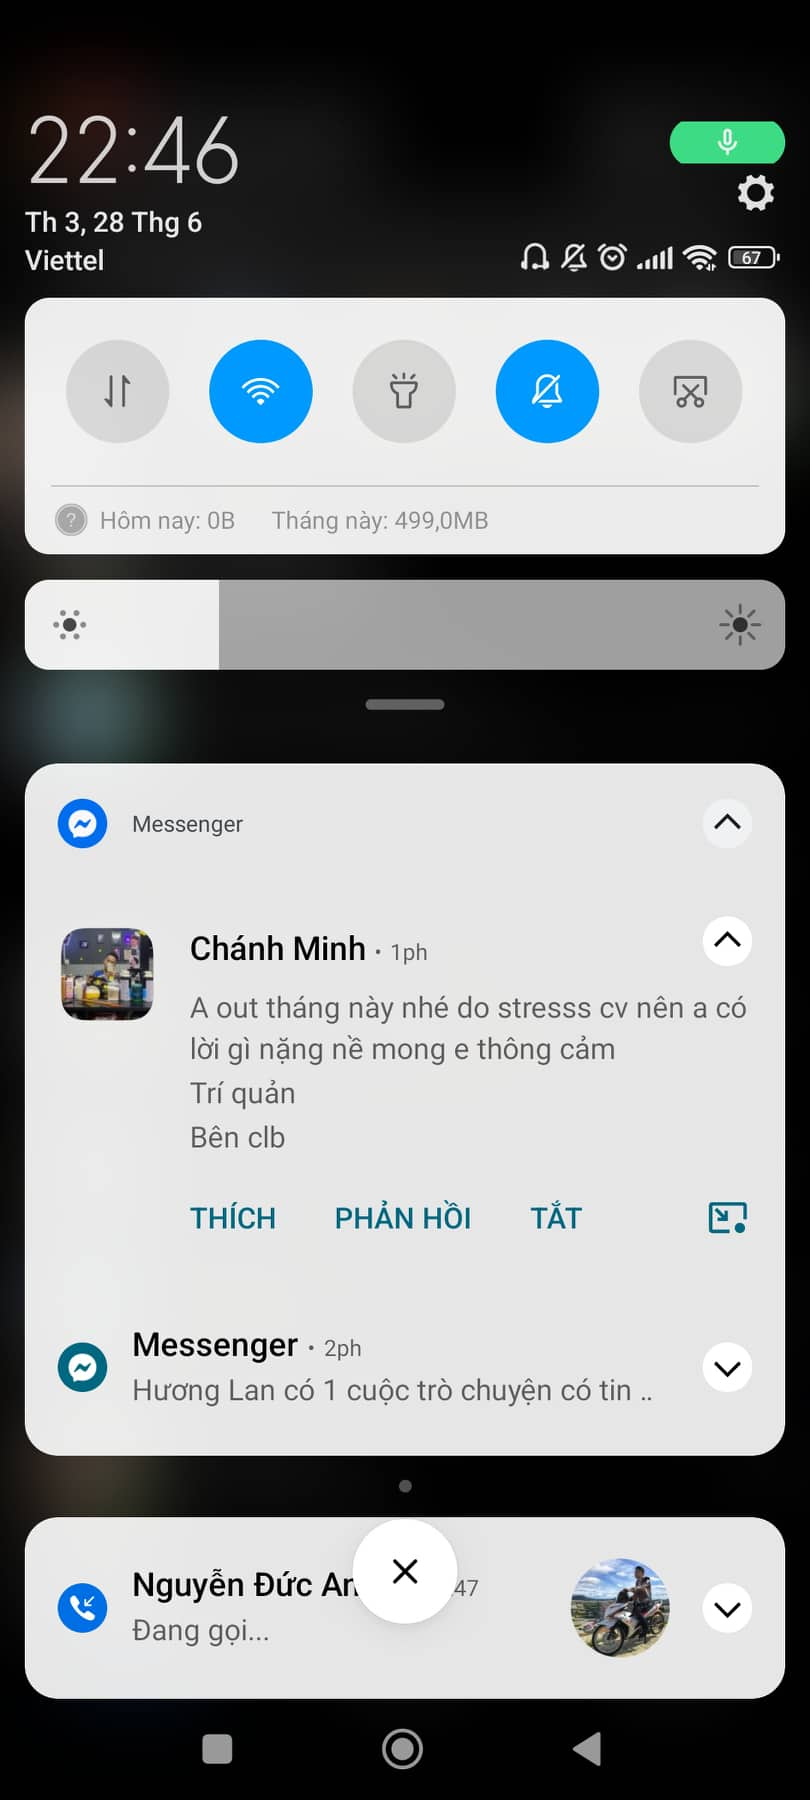 22:46
Th 3, 28 Thg 6
Viettel
67
Hôm nay: 0B Tháng này: 499,0MB
Messenger
Chánh Minh • 1ph
A out tháng này nhé do stresss cv nên a có
lời gì nặng nề mong e thông cảm
Trí quản
Bên clb
THÍCH PHẢN HỒI TẮT
Messenger • 2ph
Hương Lan có 1 cuộc trò chuyện có tin ..
Nguyễn Đức 47
Đang gọi...